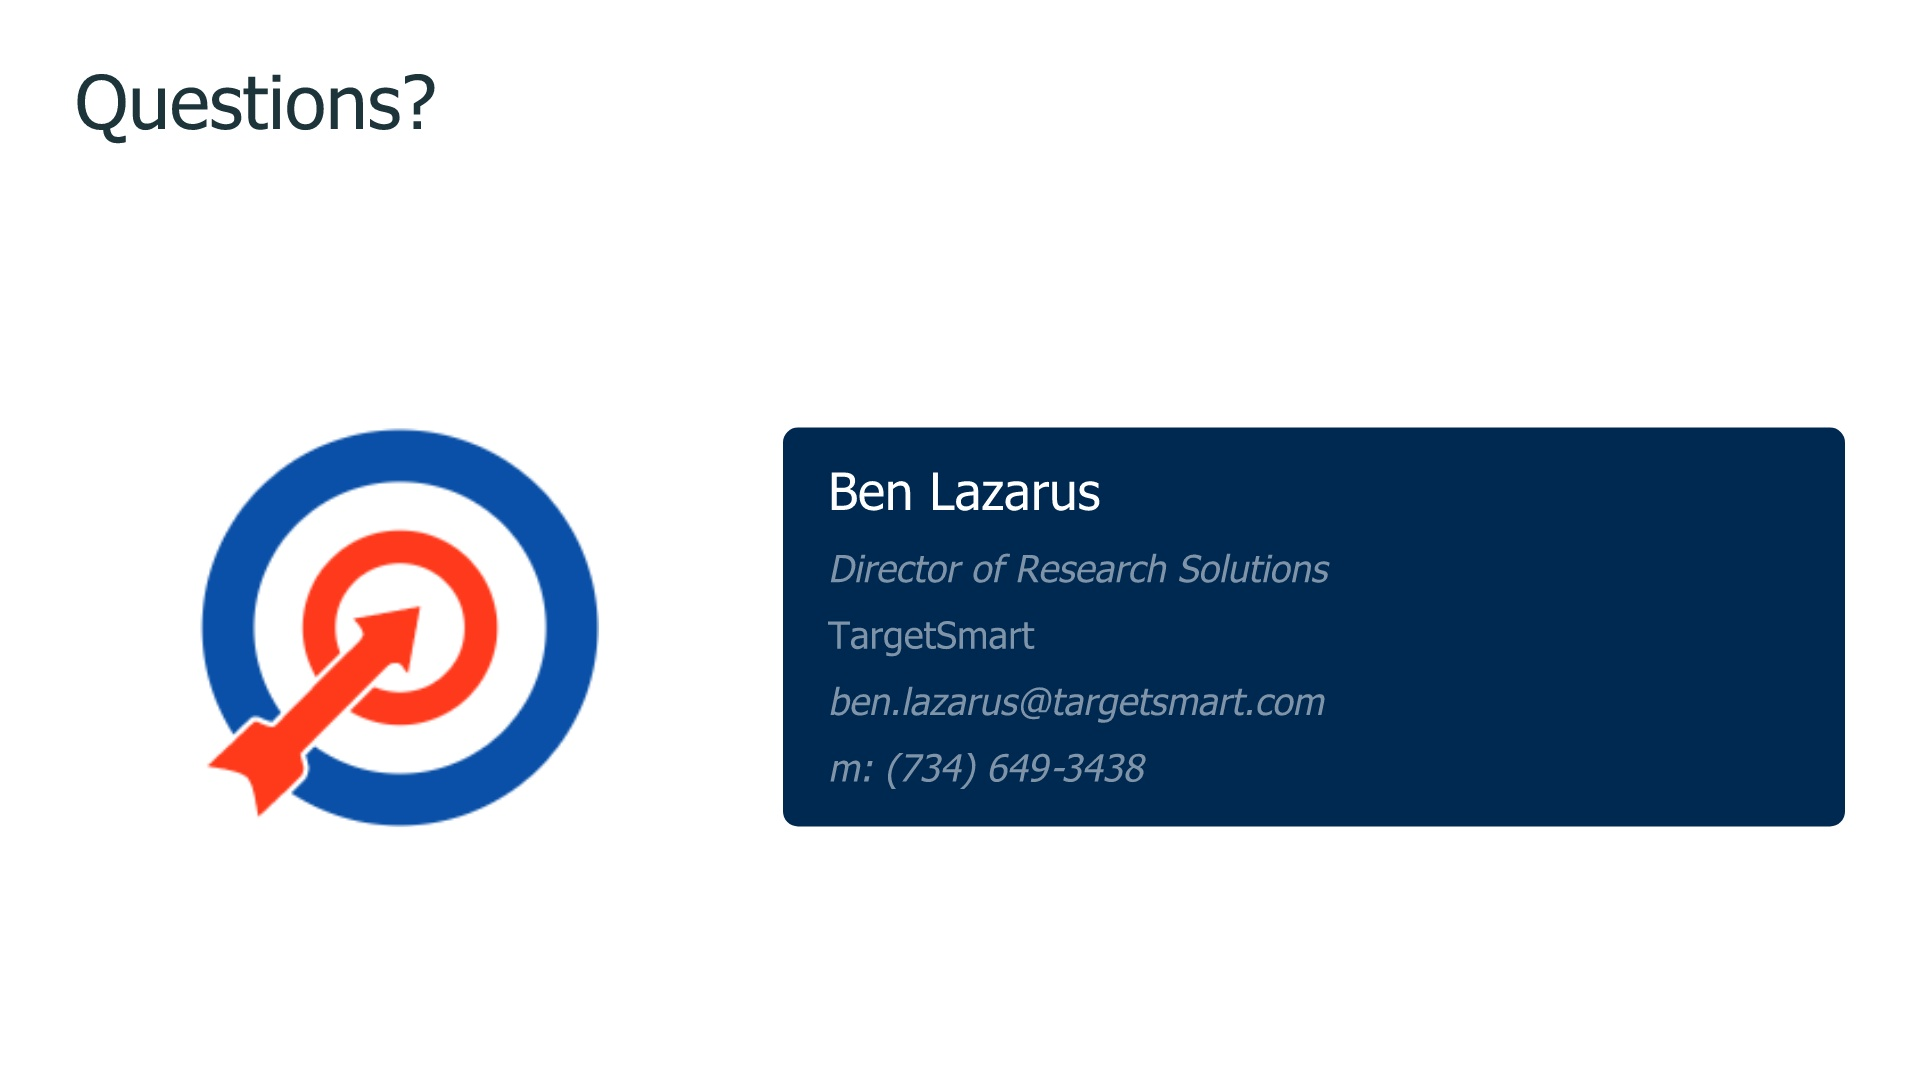 Questions?
Ben Lazarus
Director of Research Solutions
TargetSmart
ben.lazarus@targetsmart.com
m: (734) 649-3438